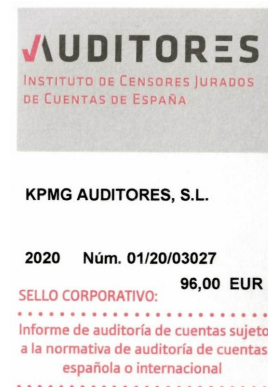 AUDITORES
INSTITUTO DE CENSORES JURADOS
DE CUENTAS DE ESPAÑA
KPMG AUDITORES, S.L.
2020 Núm. 01/20/03027
96,00 EUR
SELLO CORPORATIVO:
Informe de auditoría de cuentas sujeto
a la normativa de auditoría de cuentas
española o internacional